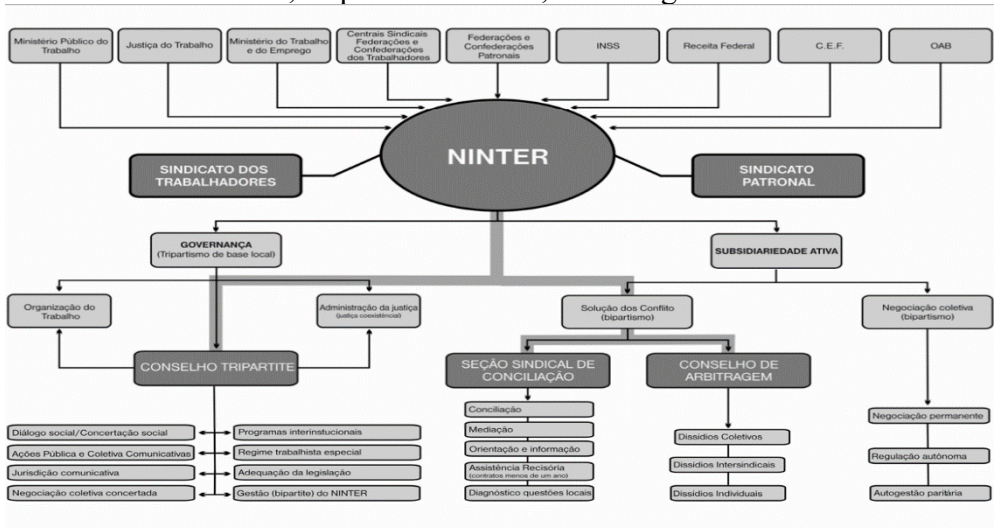 Ministério Público do
Trabalho
Justiça do Trabalho
Ministério do Trabalho
e do Emprego
Centrais Sindicais
Federações e
Confederações
dos Trabalhadores
Federações e
Confederações
Patronais
INSS
Receita Federal
C.E.F.
OAB
NINTER
SINDICATO DOS
TRABALHADORES
SINDICATO
PATRONAL
GOVERNANÇA
(Tripartismo de base local)
SUBSIDIARIEDADE ATIVA
Organização do
Trabalho
Administração da justiça
(justiça coexistêncial)
Solução dos Conflito
(bipartismo)
Negociação coletiva
(bipartismo)
CONSELHO TRIPARTITE
SEÇÃO SINDICAL DE
CONCILIAÇÃO
CONSELHO DE
ARBITRAGEM
Diálogo social/Concertação social
Ações Pública e Coletiva Comunicativas
Jurisdição comunicativa
Negociação coletiva concertada
Programas interinstucionais
Regime trabalhista especial
Adequação da legislação
Gestão (bipartite) do NINTER
Conciliação
Mediação
Orientação e informação
Assistência Recisória
(contratos menos de um ano)
Diagnóstico questões locais
Dissídios Coletivos
Dissídios Intersindicais
Dissídios Individuais
Negociação permanente
Regulação autônoma
Autogestão paritária